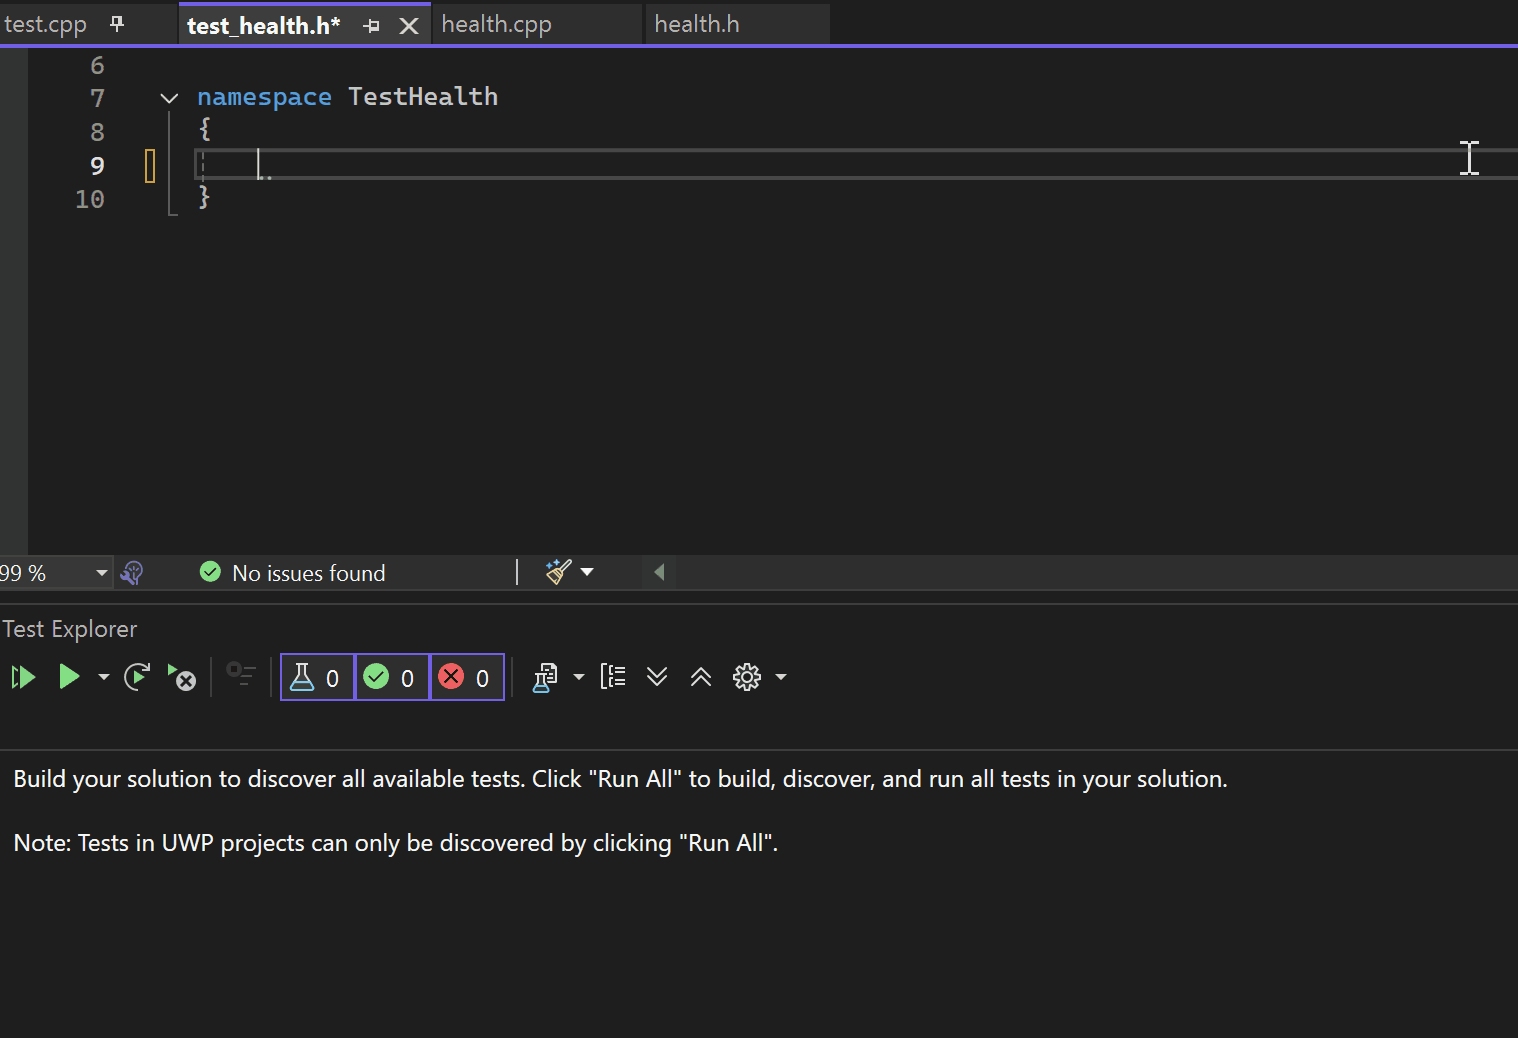 test.cpp test_health.h* health.cpp health.h
6
7 namespace TestHealth
8 {
9
10 }
99 % No issues found
Test Explorer
0 0 0
Build your solution to discover all available tests. Click "Run All" to build, discover, and run all tests in your solution.
Note: Tests in UWP projects can only be discovered by clicking "Run All".